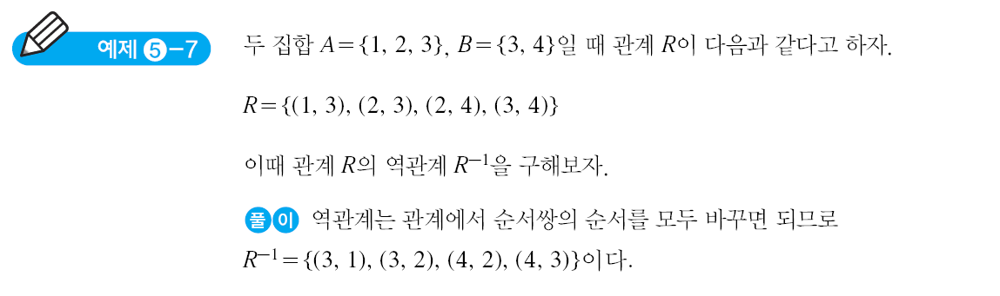 예제 5-7 두 집합 A={1, 2, 3}, B={3, 4}일 때 관계 R이 다음과 같다고 하자.
R={(1, 3), (2, 3), (2, 4), (3, 4)}
이때 관계 R의 역관계 R⁻¹을 구해보자.
풀이 역관계는 관계에서 순서쌍의 순서를 모두 바꾸면 되므로
R⁻¹={(3, 1), (3, 2), (4, 2), (4, 3)}이다.